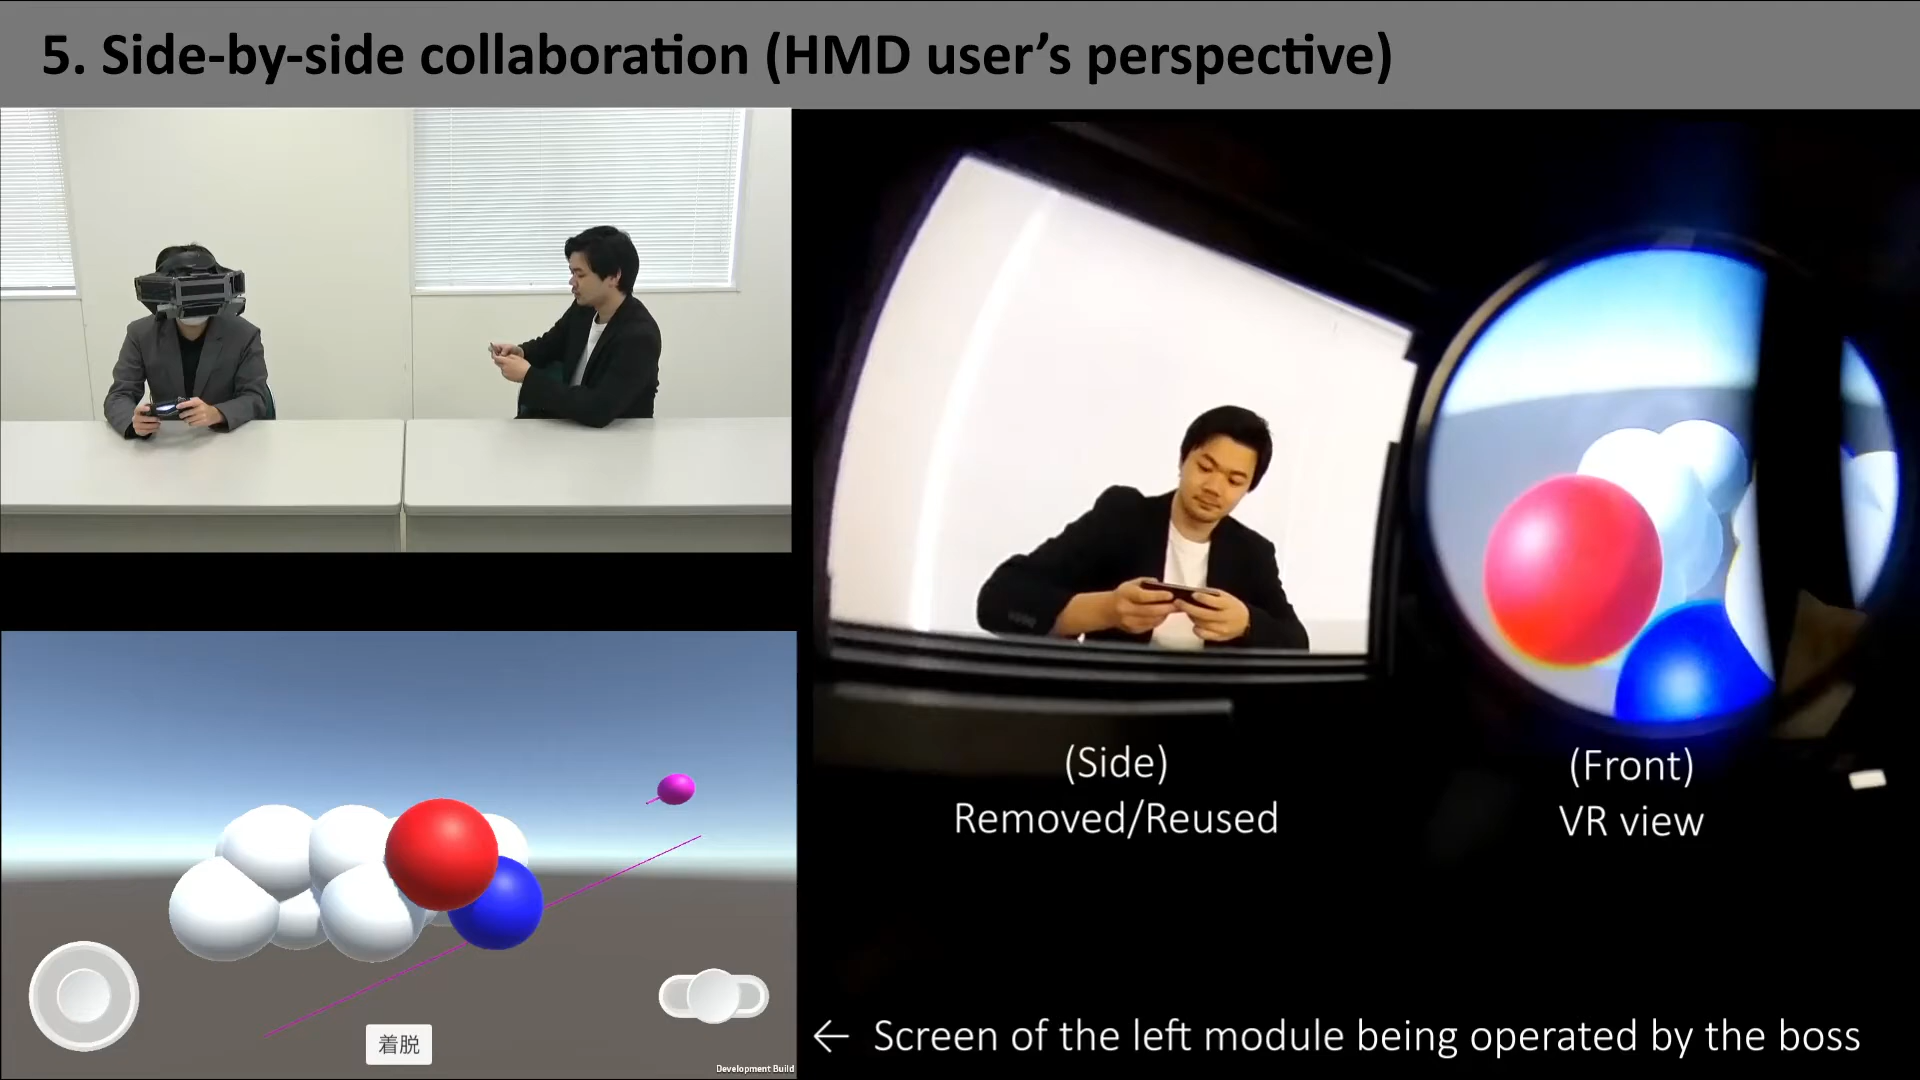 5. Side-by-side collaboration (HMD user’s perspective)
(Side)
Removed/Reused
(Front)
VR view
着脱
Development Build
← Screen of the left module being operated by the boss